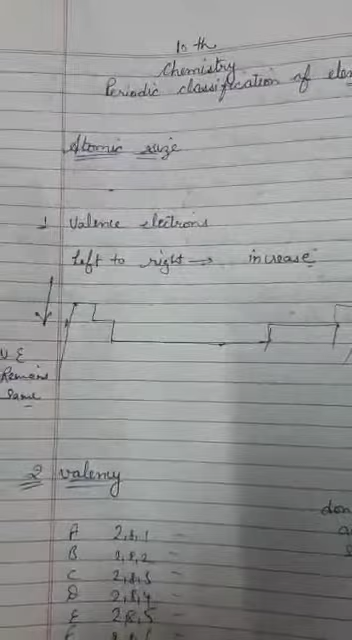 10 th
Chemistry
Periodic classification of
Atomic size
1 Valence electrons
Left to right → increase
V E
Remains
Same
2 valency
A 2,8,1 -
B 2,8,2 -
C 2,8,3 -
D 2,8,4 -
E 2,8,5 -